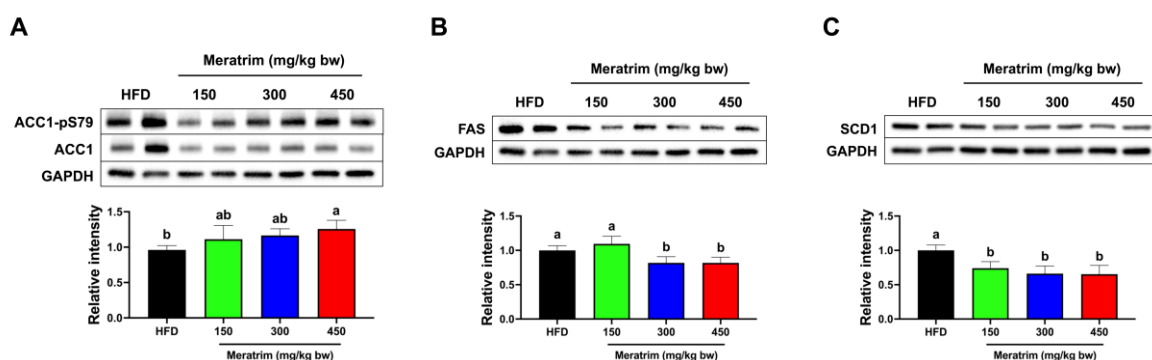 A
Meratrim (mg/kg bw)
HFD 150 300 450
ACC1-pS79
ACC1
GAPDH
Relative intensity
1.5
1.0
0.5
0.0
b ab ab a
HFD 150 300 450
Meratrim (mg/kg bw)
B
Meratrim (mg/kg bw)
HFD 150 300 450
FAS
GAPDH
Relative intensity
1.5
1.0
0.5
0.0
a a b b
HFD 150 300 450
Meratrim (mg/kg bw)
C
Meratrim (mg/kg bw)
HFD 150 300 450
SCD1
GAPDH
Relative intensity
1.5
1.0
0.5
0.0
a b b b
HFD 150 300 450
Meratrim (mg/kg bw)